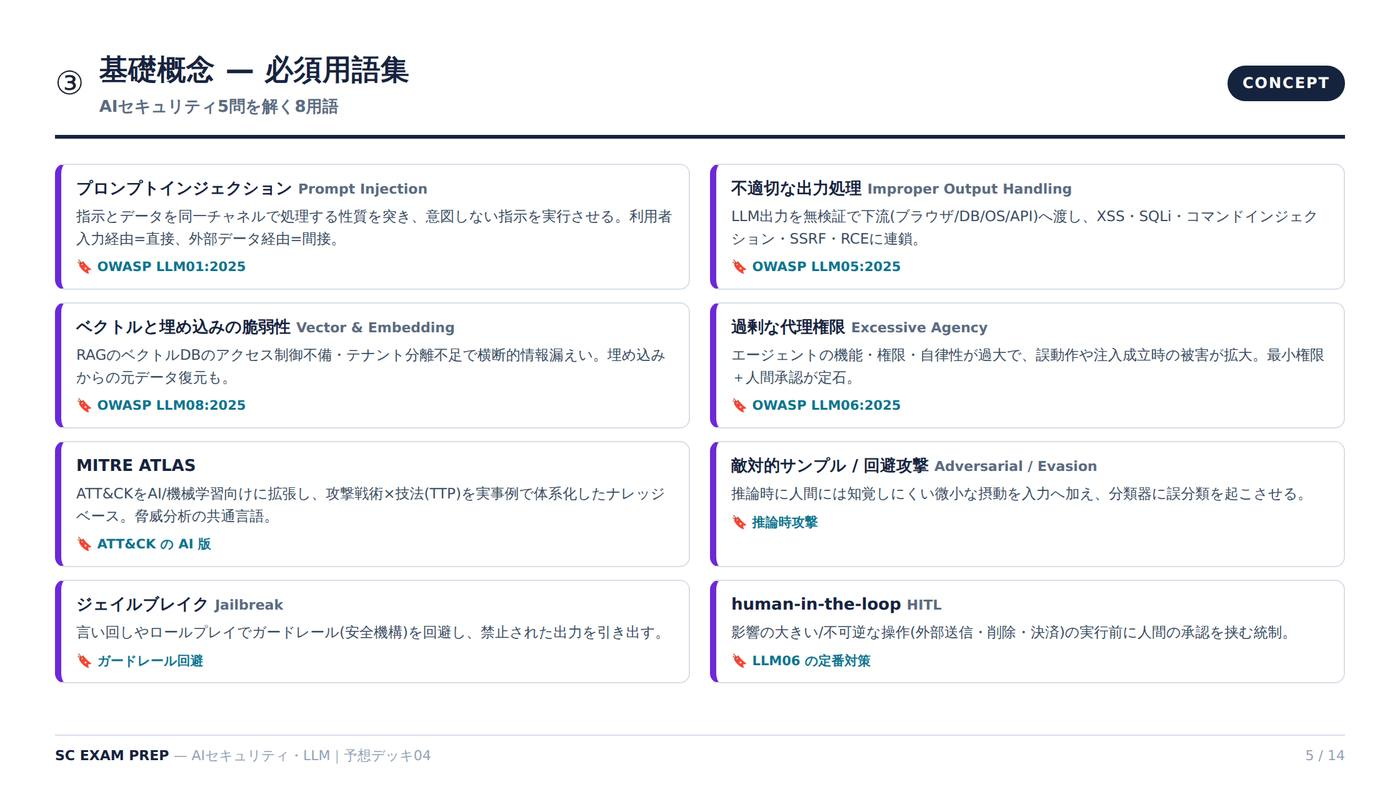 ③
基礎概念 — 必須用語集
AIセキュリティ5問を解く8用語
CONCEPT
プロンプトインジェクション Prompt Injection
指示とデータを同一チャネルで処理する性質を突き、意図しない指示を実行させる。利用者
入力経由=直接、外部データ経由=間接。
🔖 OWASP LLM01:2025
不適切な出力処理 Improper Output Handling
LLM出力を無検証で下流(ブラウザ/DB/OS/API)へ渡し、XSS・SQLi・コマンドインジェク
ション・SSRF・RCEに連鎖。
🔖 OWASP LLM05:2025
ベクトルと埋め込みの脆弱性 Vector & Embedding
RAGのベクトルDBのアクセス制御不備・テナント分離不足で横断的情報漏えい。埋め込み
からの元データ復元も。
🔖 OWASP LLM08:2025
過剰な代理権限 Excessive Agency
エージェントの機能・権限・自律性が過大で、誤動作や注入成立時の被害が拡大。最小権限
＋人間承認が定石。
🔖 OWASP LLM06:2025
MITRE ATLAS
ATT&CKをAI/機械学習向けに拡張し、攻撃戦術×技法(TTP)を実事例で体系化したナレッジ
ベース。脅威分析の共通言語。
🔖 ATT&CK の AI 版
敵対的サンプル / 回避攻撃 Adversarial / Evasion
推論時に人間には知覚しにくい微小な摂動を入力へ加え、分類器に誤分類を起こさせる。
🔖 推論時攻撃
ジェイルブレイク Jailbreak
言い回しやロールプレイでガードレール(安全機構)を回避し、禁止された出力を引き出す。
🔖 ガードレール回避
human-in-the-loop HITL
影響の大きい/不可逆な操作(外部送信・削除・決済)の実行前に人間の承認を挟む統制。
🔖 LLM06 の定番対策
SC EXAM PREP — AIセキュリティ・LLM | 予想デッキ04
5 / 14